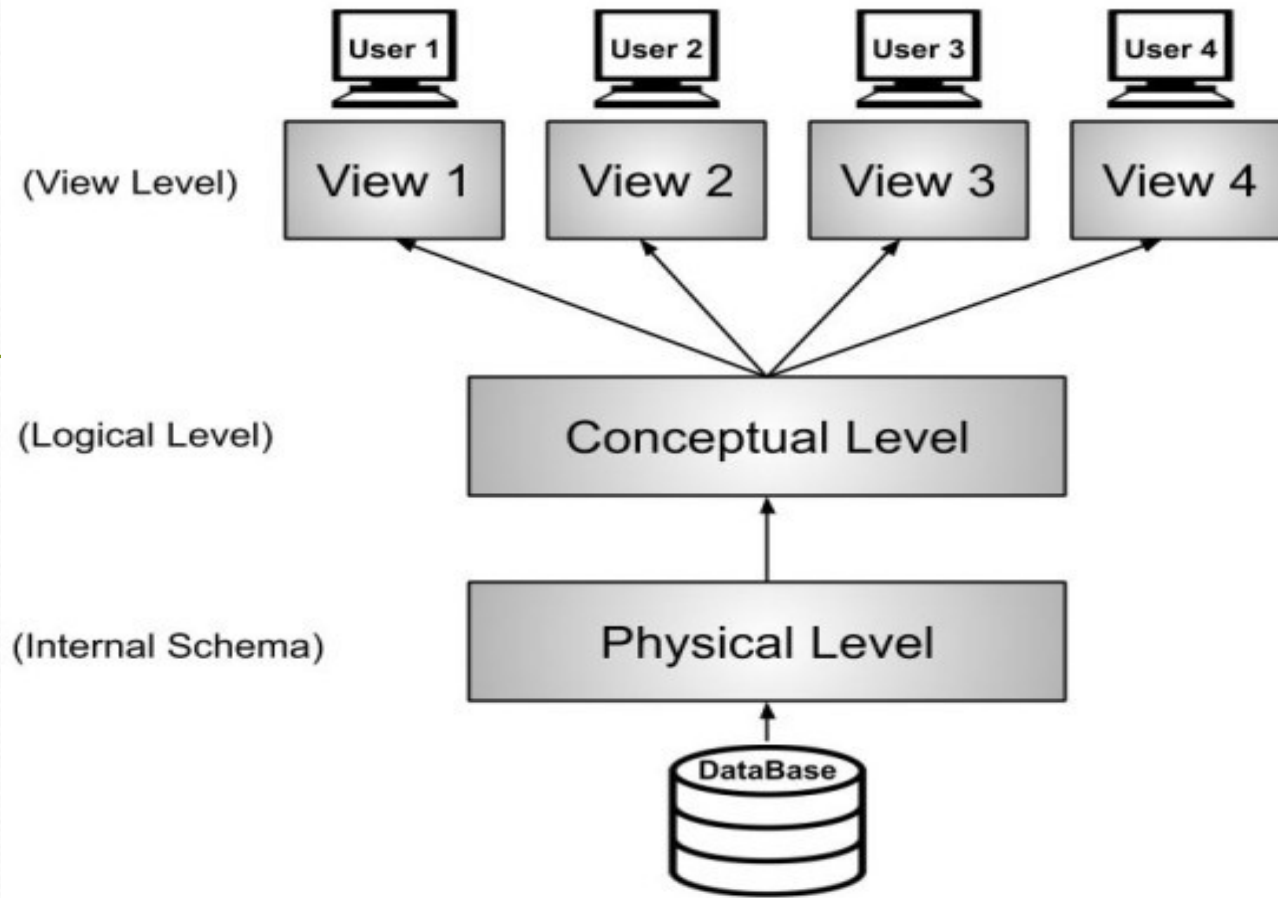 User 1
User 2
User 3
User 4
(View Level)
View 1
View 2
View 3
View 4
(Logical Level)
Conceptual Level
(Internal Schema)
Physical Level
DataBase